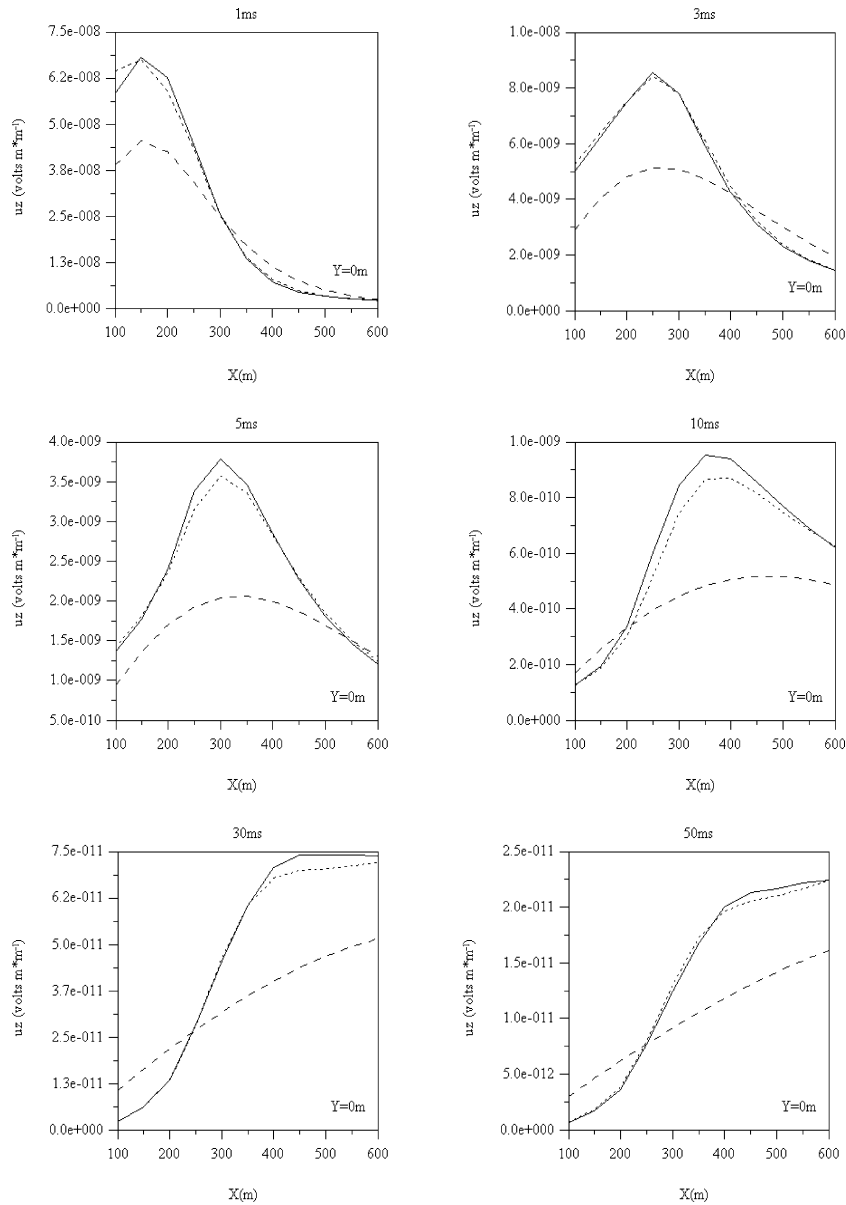 1ms
uz (volts m*m-1)
7.5e-008
6.2e-008
5.0e-008
3.8e-008
2.5e-008
1.3e-008
0.0e+000
Y=0m
100 200 300 400 500 600
X(m)
3ms
uz (volts m*m-1)
1.0e-008
8.0e-009
6.0e-009
4.0e-009
2.0e-009
0.0e+000
Y=0m
100 200 300 400 500 600
X(m)
5ms
uz (volts m*m-1)
4.0e-009
3.5e-009
3.0e-009
2.5e-009
2.0e-009
1.5e-009
1.0e-009
5.0e-010
Y=0m
100 200 300 400 500 600
X(m)
10ms
uz (volts m*m-1)
1.0e-009
8.0e-010
6.0e-010
4.0e-010
2.0e-010
0.0e+000
Y=0m
100 200 300 400 500 600
X(m)
30ms
uz (volts m*m-1)
7.5e-011
6.2e-011
5.0e-011
3.7e-011
2.5e-011
1.3e-011
0.0e+000
Y=0m
100 200 300 400 500 600
X(m)
50ms
uz (volts m*m-1)
2.5e-011
2.0e-011
1.5e-011
1.0e-011
5.0e-012
0.0e+000
Y=0m
100 200 300 400 500 600
X(m)